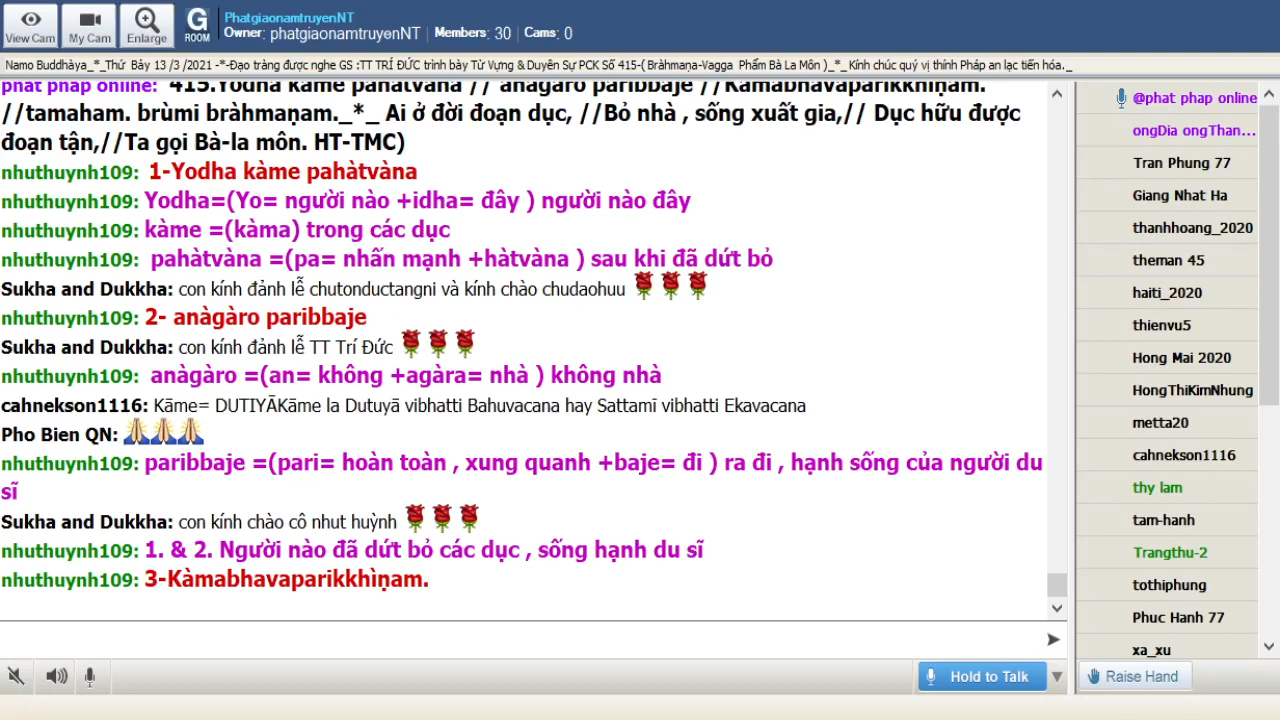 View Cam
My Cam
Enlarge
G
ROOM
PhatgiaonamtruyenNT
Owner: phatgiaonamtruyenNT | Members: 30 | Cams: 0
Namo Buddhàya_*_Thứ Bảy 13 /3 /2021 -*-Đạo tràng được nghe GS :TT TRÍ ĐỨC trình bày Từ Vựng & Duyên Sự PCK Số 415-( Bràhmaṇa-Vagga Phẩm Bà La Môn )_*_Kính chúc quý vị thính Pháp an lạc tiến hóa._
phat phap online: 415.Yodha kàme pahàtvàna // anàgàro paribbaje //Kàmabhavaparikkhìṇaṃ.
//tamaham. brùmi bràhmaṇam._*_ Ai ở đời đoạn dục, //Bỏ nhà , sống xuất gia,// Dục hữu được
đoạn tận,//Ta gọi Bà-la môn. HT-TMC)
nhuthuynh109: 1-Yodha kàme pahàtvàna
nhuthuynh109: Yodha=(Yo= người nào +idha= đây ) người nào đây
nhuthuynh109: kàme =(kàma) trong các dục
nhuthuynh109: pahàtvàna =(pa= nhấn mạnh +hàtvàna ) sau khi đã dứt bỏ
Sukha and Dukkha: con kính đảnh lễ chutonductangni và kính chào chudaohuu
nhuthuynh109: 2- anàgàro paribbaje
Sukha and Dukkha: con kính đảnh lễ TT Trí Đức
nhuthuynh109: anàgàro =(an= không +agàra= nhà ) không nhà
cahnekson1116: Kāme= DUTIYĀKāme la Dutuyā vibhatti Bahuvacana hay Sattamī vibhatti Ekavacana
Pho Bien QN:
nhuthuynh109: paribbaje =(pari= hoàn toàn , xung quanh +baje= đi ) ra đi , hạnh sống của người du
sĩ
Sukha and Dukkha: con kính chào cô nhut huỳnh
nhuthuynh109: 1. & 2. Người nào đã dứt bỏ các dục , sống hạnh du sĩ
nhuthuynh109: 3-Kàmabhavaparikkhìṇam.
@phat phap online
ongDia ongThan...
Tran Phung 77
Giang Nhat Ha
thanhhoang_2020
theman 45
haiti_2020
thienvu5
Hong Mai 2020
HongThiKimNhung
metta20
cahnekson1116
thy lam
tam-hanh
Trangthu-2
tothiphung
Phuc Hanh 77
xa_xu
Hold to Talk
Raise Hand